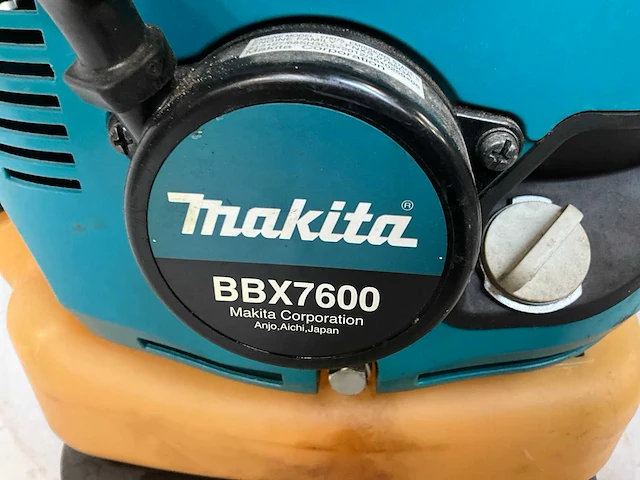 makita®
BBX7600
Makita Corporation
Anjo,Aichi,Japan